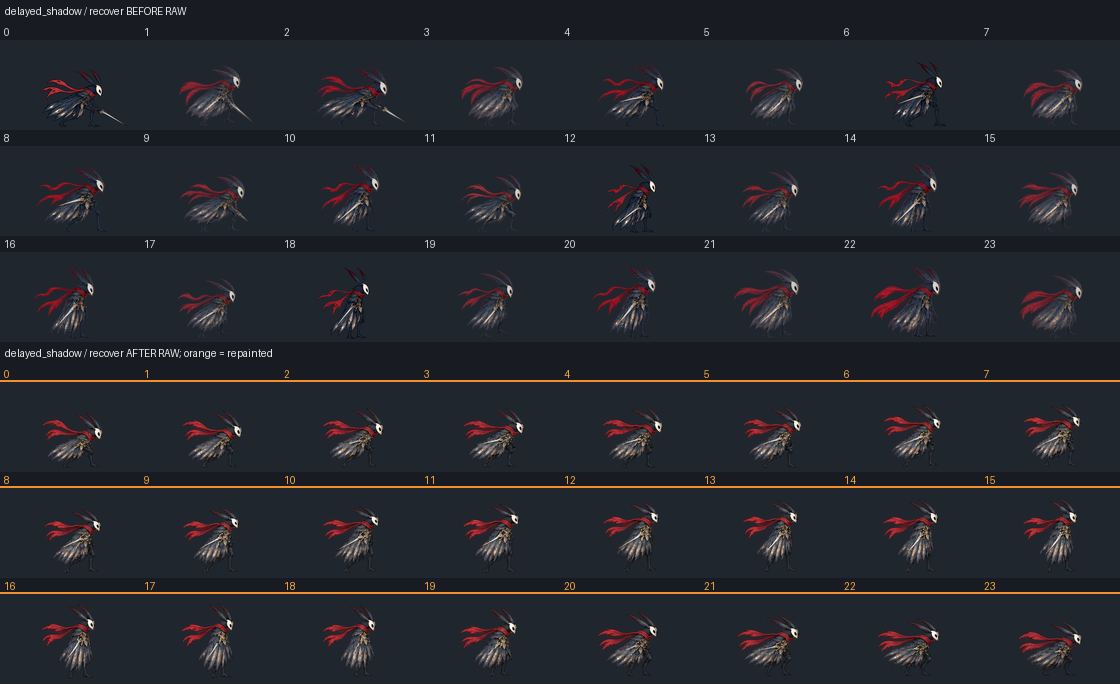 delayed_shadow / recover BEFORE RAW
0 1 2 3 4 5 6 7
8 9 10 11 12 13 14 15
16 17 18 19 20 21 22 23
delayed_shadow / recover AFTER RAW; orange = repainted
0 1 2 3 4 5 6 7
8 9 10 11 12 13 14 15
16 17 18 19 20 21 22 23